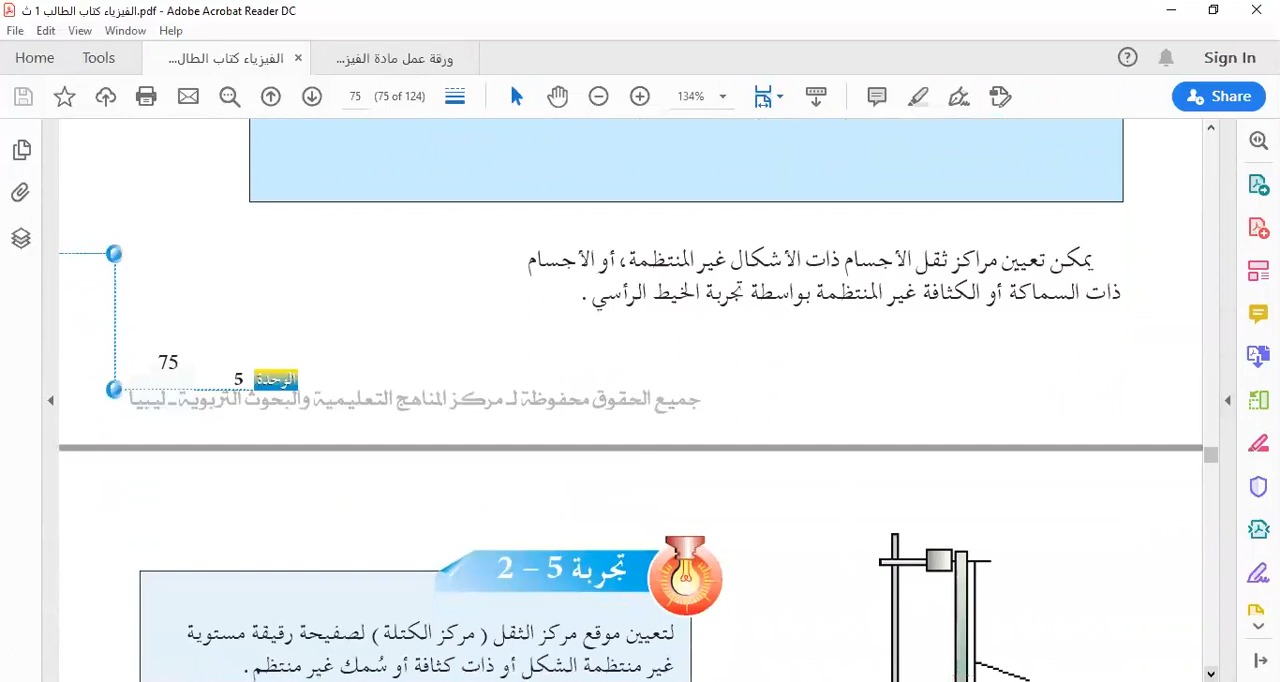 الفيزياء كتاب الطالب 1 ث.pdf - Adobe Acrobat Reader DC
File Edit View Window Help
Home Tools الفيزياء كتاب الطال... × ورقة عمل مادة الفيز... Sign In
75 (75 of 124) 134% Share
يمكن تعيين مراكز ثقل الأجسام ذات الأشكال غير المنتظمة، أو الأجسام
ذات السماكة أو الكثافة غير المنتظمة بواسطة تجربة الخيط الرأسي .
75
الوحدة 5
جميع الحقوق محفوظة لـ مركز المناهج التعليمية والبحوث التربوية ـ ليبيا
تجربة 5 – 2
لتعيين موقع مركز الثقل ( مركز الكتلة ) لصفيحة رقيقة مستوية
غير منتظمة الشكل أو ذات كثافة أو سُمك غير منتظم .